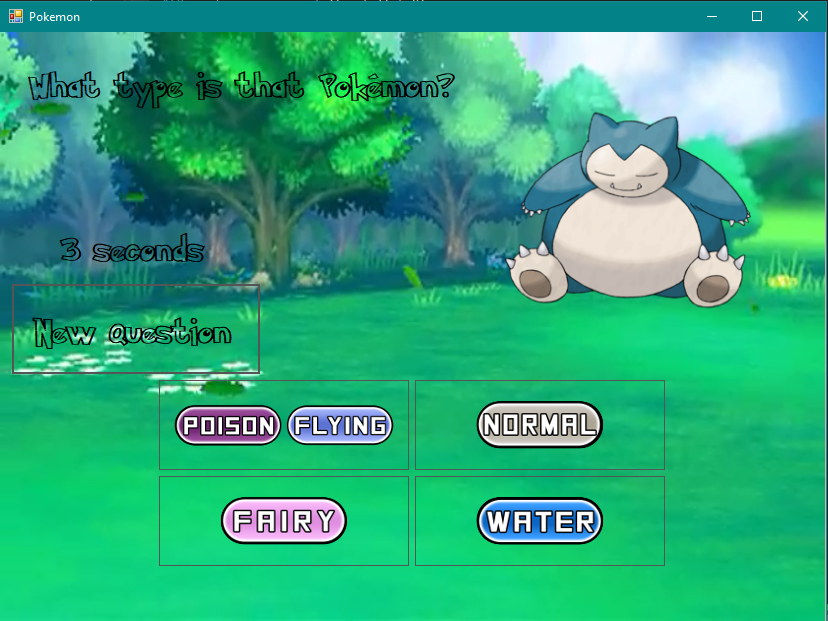 Pokemon
What type is that Pokémon?
3 seconds
New Question
POISON FLYING
NORMAL
FAIRY
WATER